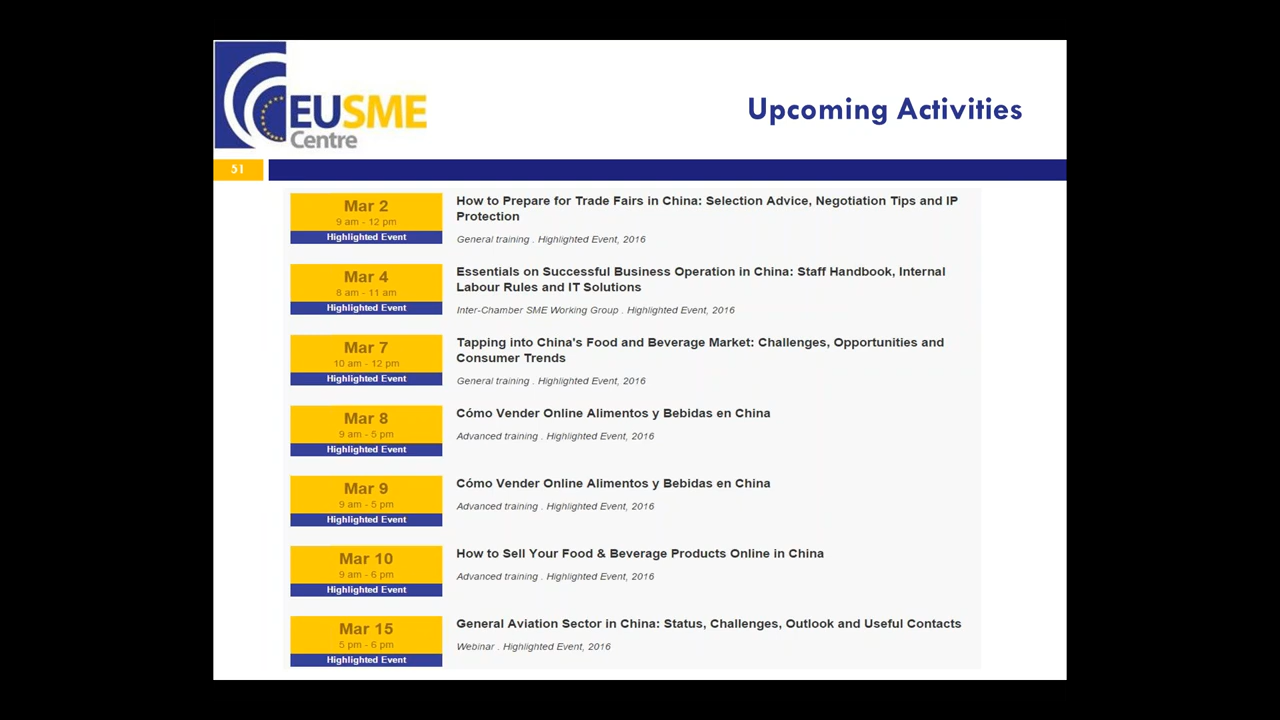 EUSME
Centre
Upcoming Activities
51
Mar 2
9 am - 12 pm
Highlighted Event
How to Prepare for Trade Fairs in China: Selection Advice, Negotiation Tips and IP
Protection
General training . Highlighted Event, 2016
Mar 4
8 am - 11 am
Highlighted Event
Essentials on Successful Business Operation in China: Staff Handbook, Internal
Labour Rules and IT Solutions
Inter-Chamber SME Working Group . Highlighted Event, 2016
Mar 7
10 am - 12 pm
Highlighted Event
Tapping into China's Food and Beverage Market: Challenges, Opportunities and
Consumer Trends
General training . Highlighted Event, 2016
Mar 8
9 am - 5 pm
Highlighted Event
Cómo Vender Online Alimentos y Bebidas en China
Advanced training . Highlighted Event, 2016
Mar 9
9 am - 5 pm
Highlighted Event
Cómo Vender Online Alimentos y Bebidas en China
Advanced training . Highlighted Event, 2016
Mar 10
9 am - 6 pm
Highlighted Event
How to Sell Your Food & Beverage Products Online in China
Advanced training . Highlighted Event, 2016
Mar 15
5 pm - 6 pm
Highlighted Event
General Aviation Sector in China: Status, Challenges, Outlook and Useful Contacts
Webinar . Highlighted Event, 2016